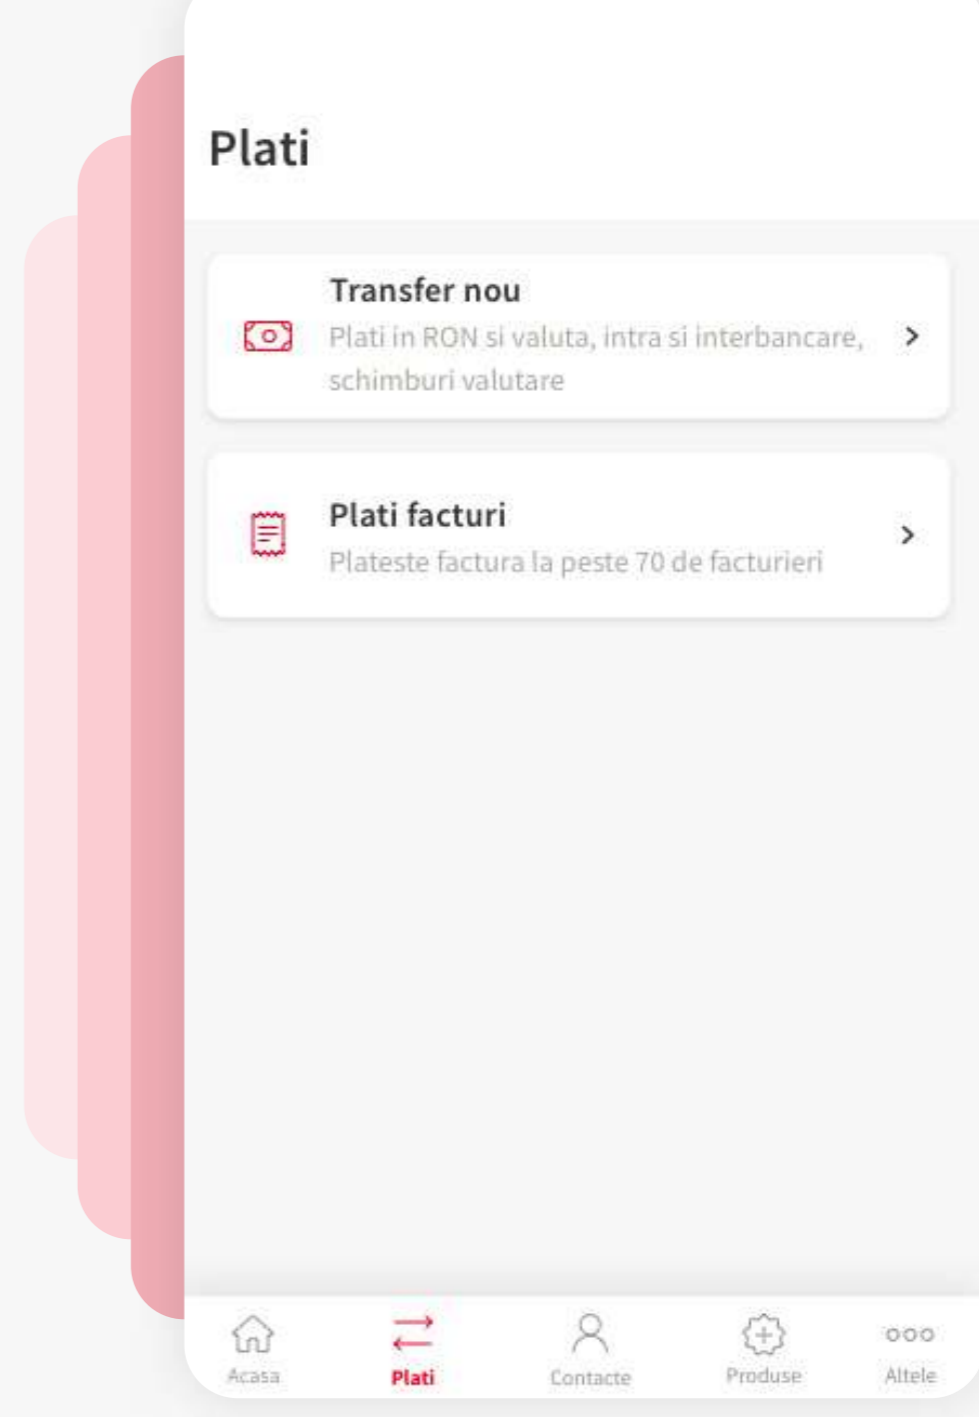 Plati
Transfer nou
Plati in RON si valuta, intra si interbancare,
schimburi valutare
Plati facturi
Plateste factura la peste 70 de facturieri
Acasa
Plati
Contacte
Produse
Altele